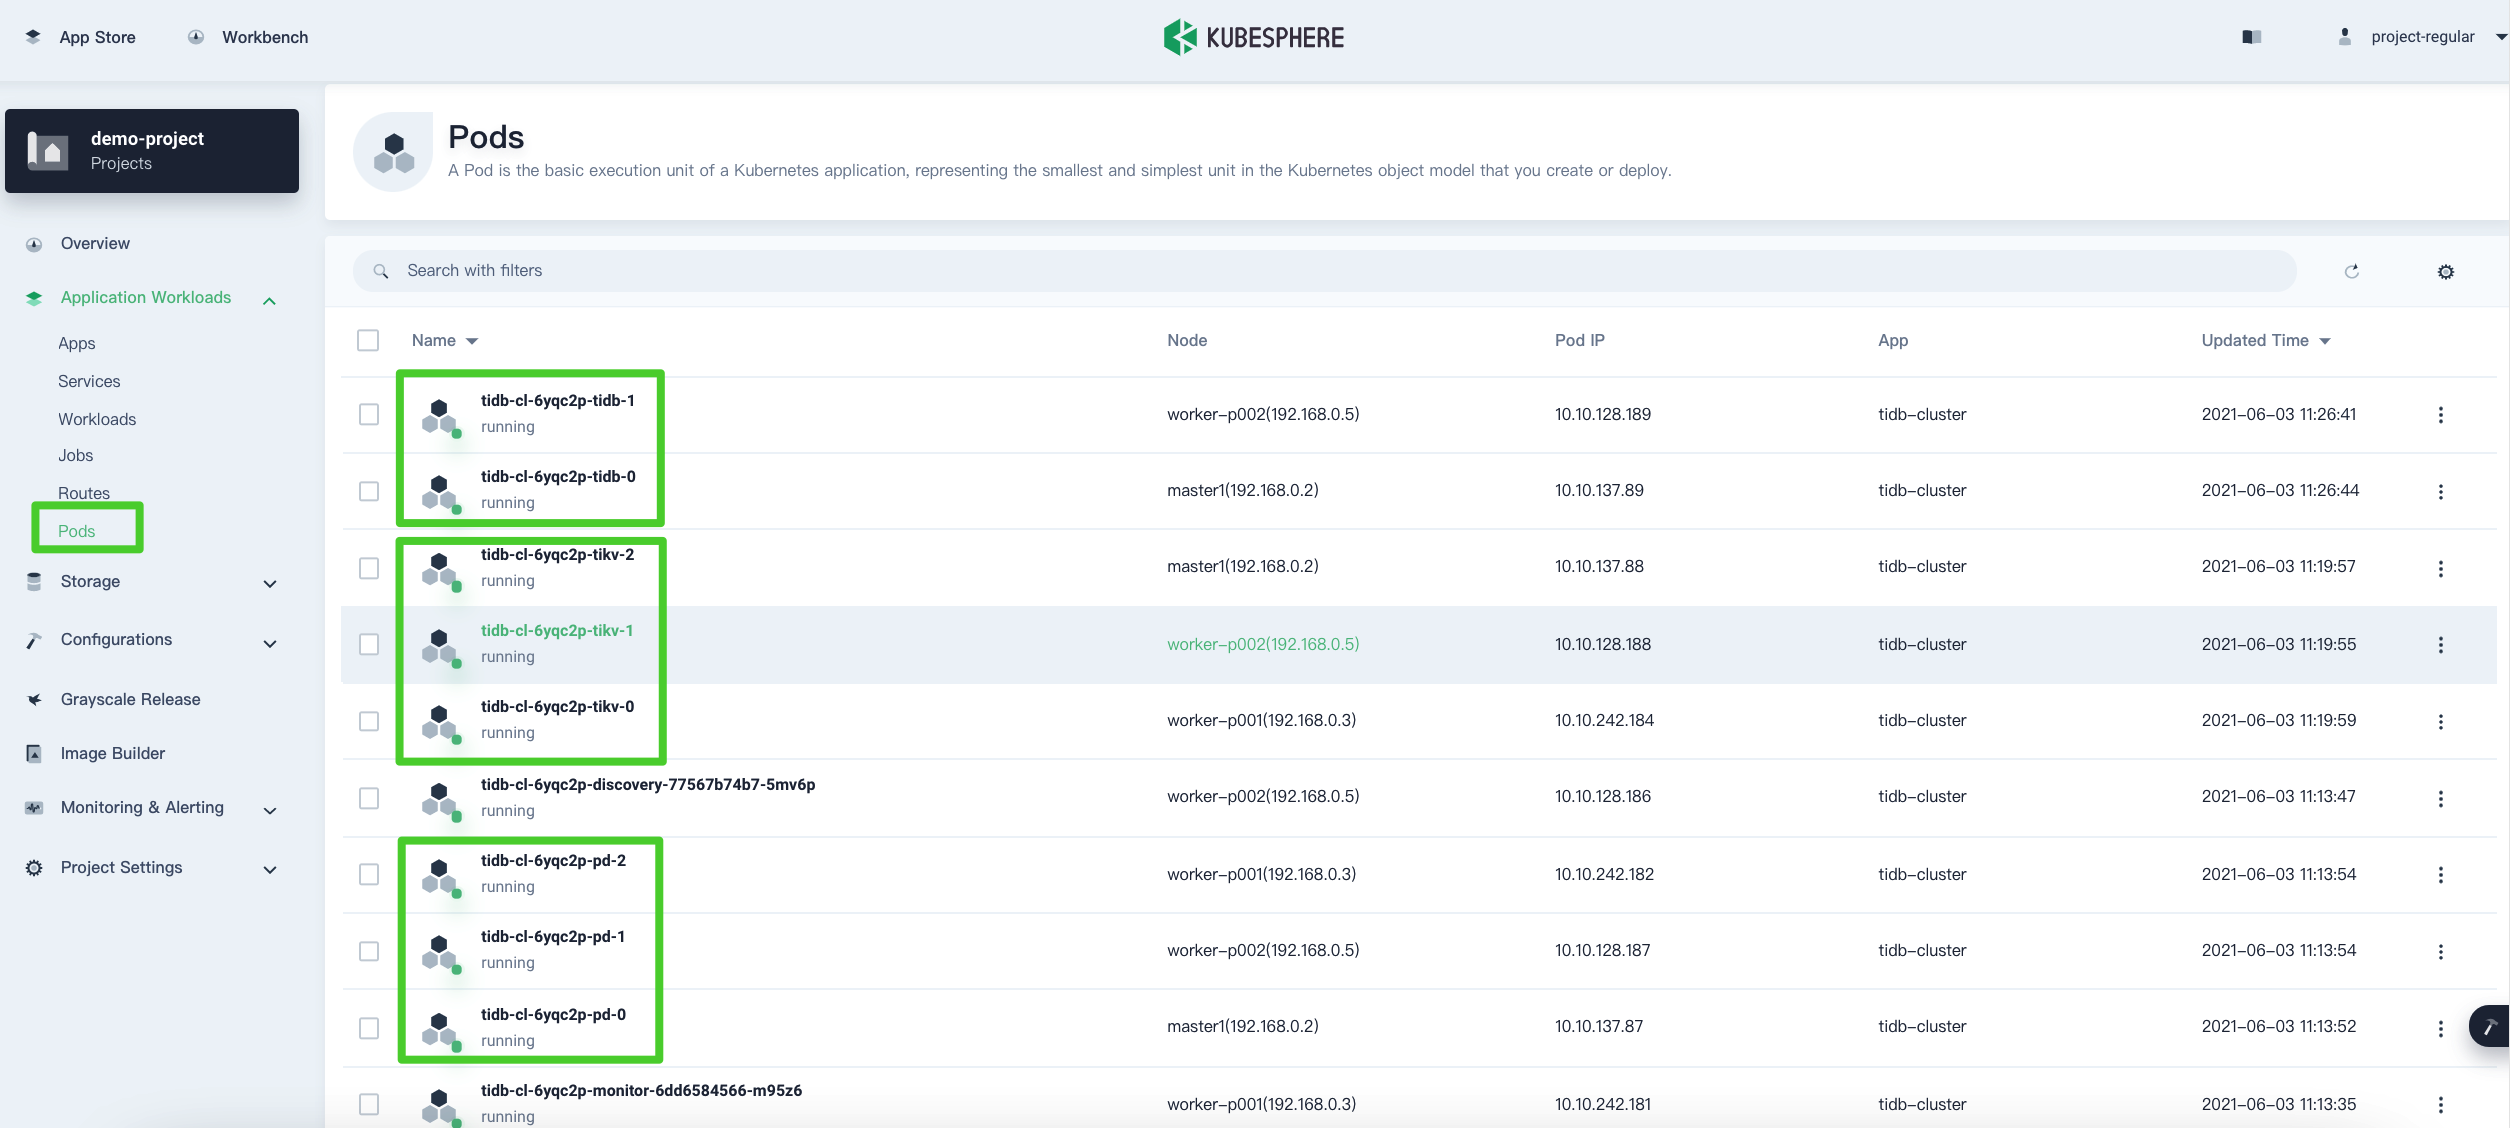 App Store
Workbench
KUBESPHERE
project-regular
demo-project
Projects
Overview
Application Workloads
Apps
Services
Workloads
Jobs
Routes
Pods
Storage
Configurations
Grayscale Release
Image Builder
Monitoring & Alerting
Project Settings
Pods
A Pod is the basic execution unit of a Kubernetes application, representing the smallest and simplest unit in the Kubernetes object model that you create or deploy.
Search with filters
Name Node Pod IP App Updated Time
tidb-cl-6yqc2p-tidb-1
running
worker-p002(192.168.0.5) 10.10.128.189 tidb-cluster 2021-06-03 11:26:41
tidb-cl-6yqc2p-tidb-0
running
master1(192.168.0.2) 10.10.137.89 tidb-cluster 2021-06-03 11:26:44
tidb-cl-6yqc2p-tikv-2
running
master1(192.168.0.2) 10.10.137.88 tidb-cluster 2021-06-03 11:19:57
tidb-cl-6yqc2p-tikv-1
running
worker-p002(192.168.0.5) 10.10.128.188 tidb-cluster 2021-06-03 11:19:55
tidb-cl-6yqc2p-tikv-0
running
worker-p001(192.168.0.3) 10.10.242.184 tidb-cluster 2021-06-03 11:19:59
tidb-cl-6yqc2p-discovery-77567b74b7-5mv6p
running
worker-p002(192.168.0.5) 10.10.128.186 tidb-cluster 2021-06-03 11:13:47
tidb-cl-6yqc2p-pd-2
running
worker-p001(192.168.0.3) 10.10.242.182 tidb-cluster 2021-06-03 11:13:54
tidb-cl-6yqc2p-pd-1
running
worker-p002(192.168.0.5) 10.10.128.187 tidb-cluster 2021-06-03 11:13:54
tidb-cl-6yqc2p-pd-0
running
master1(192.168.0.2) 10.10.137.87 tidb-cluster 2021-06-03 11:13:52
tidb-cl-6yqc2p-monitor-6dd6584566-m95z6
running
worker-p001(192.168.0.3) 10.10.242.181 tidb-cluster 2021-06-03 11:13:35